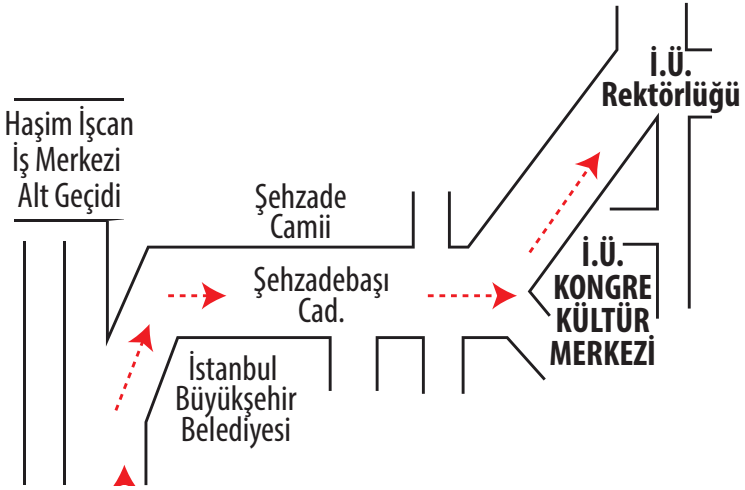 İ.Ü.
Rektörlüğü
Haşim İşcan
İş Merkezi
Alt Geçidi
Şehzade
Camii
Şehzadebaşı
Cad.
İ.Ü.
KONGRE
KÜLTÜR
MERKEZİ
İstanbul
Büyükşehir
Belediyesi